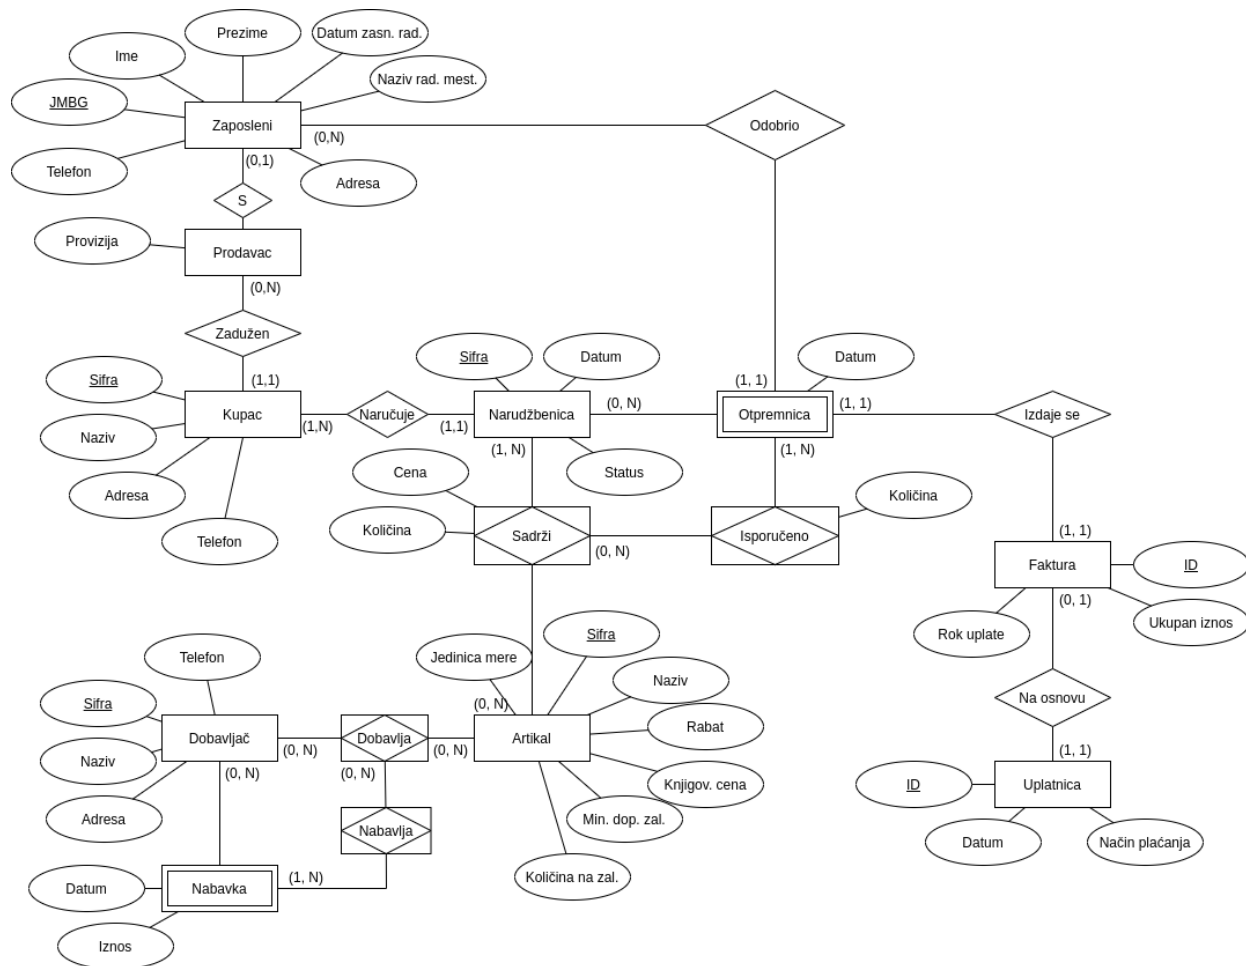 Prezime
Datum zasn. rad.
Ime
Naziv rad. mest.
JMBG
Zaposleni
(0,N)
Odobrio
(0,1)
Telefon
Adresa
S
Provizija
Prodavac
(0,N)
Zadužen
Sifra
Datum
Datum
(1,1)
(1, 1)
Sifra
Kupac
(1,N)
Naručuje
(1,1)
Narudžbenica
(0, N)
Otpremnica
(1, 1)
Izdaje se
Naziv
(1, N)
(1, N)
Cena
Status
Adresa
Količina
Količina
Telefon
Sadrži
(0, N)
Isporučeno
(1, 1)
Faktura
ID
(0, 1)
Ukupan iznos
Rok uplate
Telefon
Jedinica mere
Sifra
Naziv
Sifra
(0, N)
Rabat
Na osnovu
Dobavljač
(0, N)
Dobavlja
(0, N)
Artikal
Naziv
(0, N)
(0, N)
Knjigov. cena
(1, 1)
ID
Uplatnica
Adresa
Nabavlja
Min. dop. zal.
Datum
Način plaćanja
Količina na zal.
Datum
Nabavka
(1, N)
Iznos